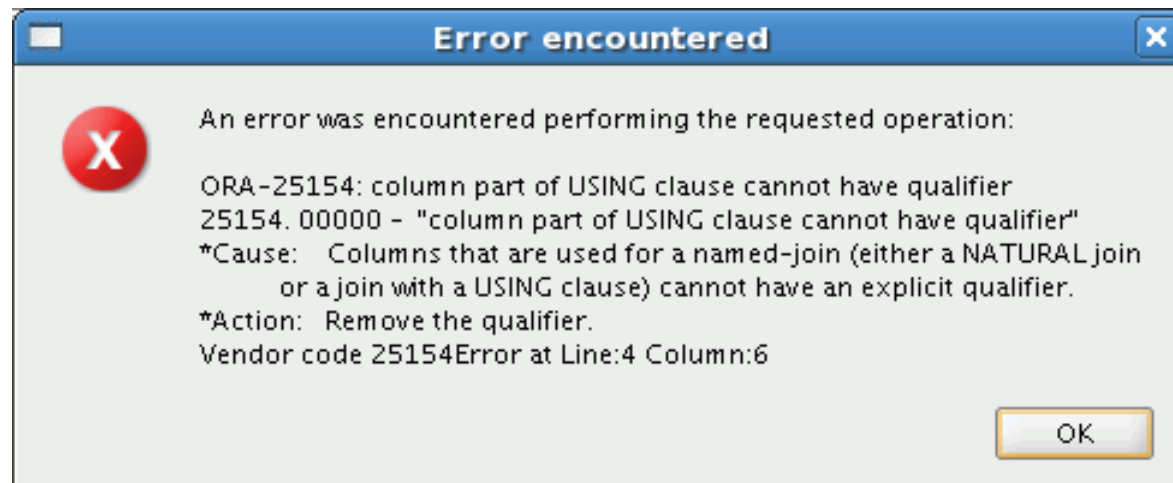 Error encountered
An error was encountered performing the requested operation:
ORA-25154: column part of USING clause cannot have qualifier
25154. 00000 - "column part of USING clause cannot have qualifier"
*Cause: Columns that are used for a named-join (either a NATURAL join
or a join with a USING clause) cannot have an explicit qualifier.
*Action: Remove the qualifier.
Vendor code 25154Error at Line:4 Column:6
OK